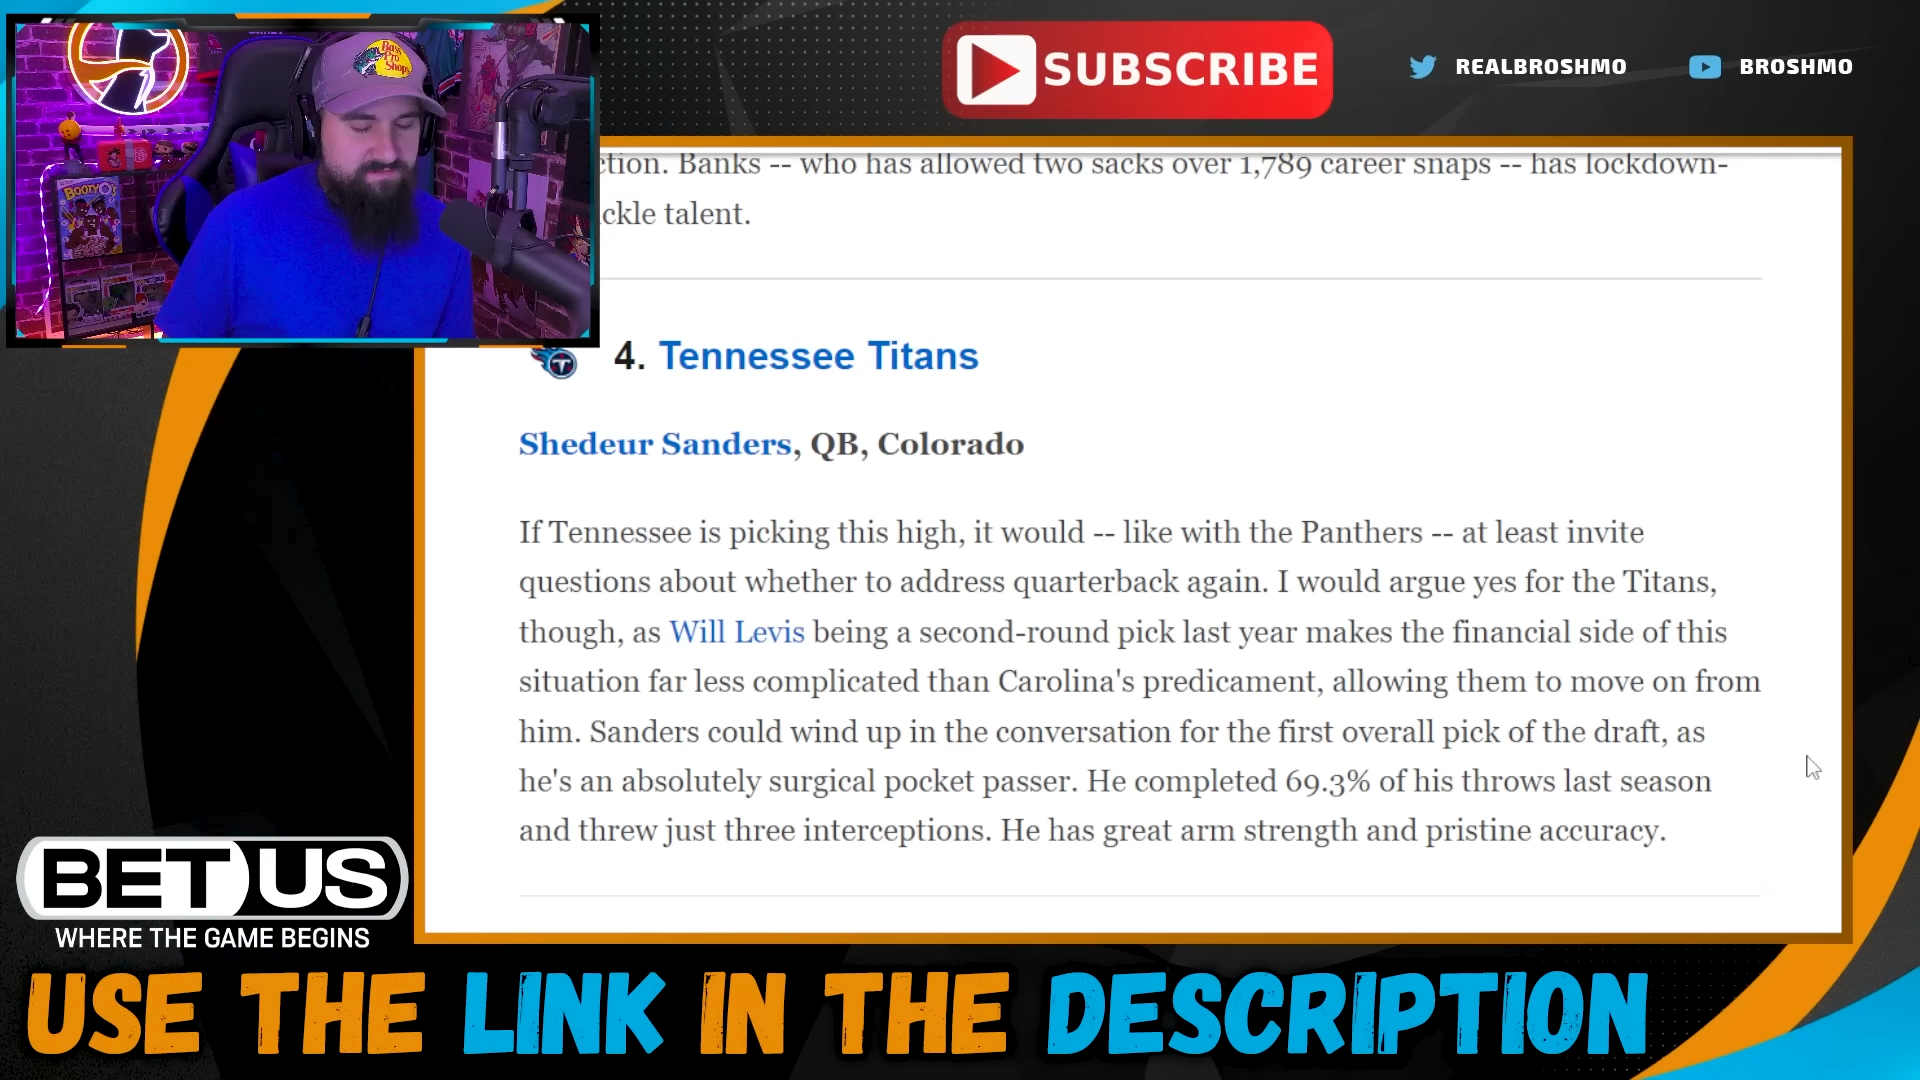 Bass
Pro
Shops
BOOTYO'S
SUBSCRIBE
REALBROSHMO
BROSHMO
ction. Banks -- who has allowed two sacks over 1,789 career snaps -- has lockdown-
ckle talent.
4. Tennessee Titans
T
Shedeur Sanders, QB, Colorado
If Tennessee is picking this high, it would -- like with the Panthers -- at least invite
questions about whether to address quarterback again. I would argue yes for the Titans,
though, as Will Levis being a second-round pick last year makes the financial side of this
situation far less complicated than Carolina's predicament, allowing them to move on from
him. Sanders could wind up in the conversation for the first overall pick of the draft, as
he's an absolutely surgical pocket passer. He completed 69.3% of his throws last season
and threw just three interceptions. He has great arm strength and pristine accuracy.
BETUS
WHERE THE GAME BEGINS
USE THE LINK IN THE DESCRIPTION